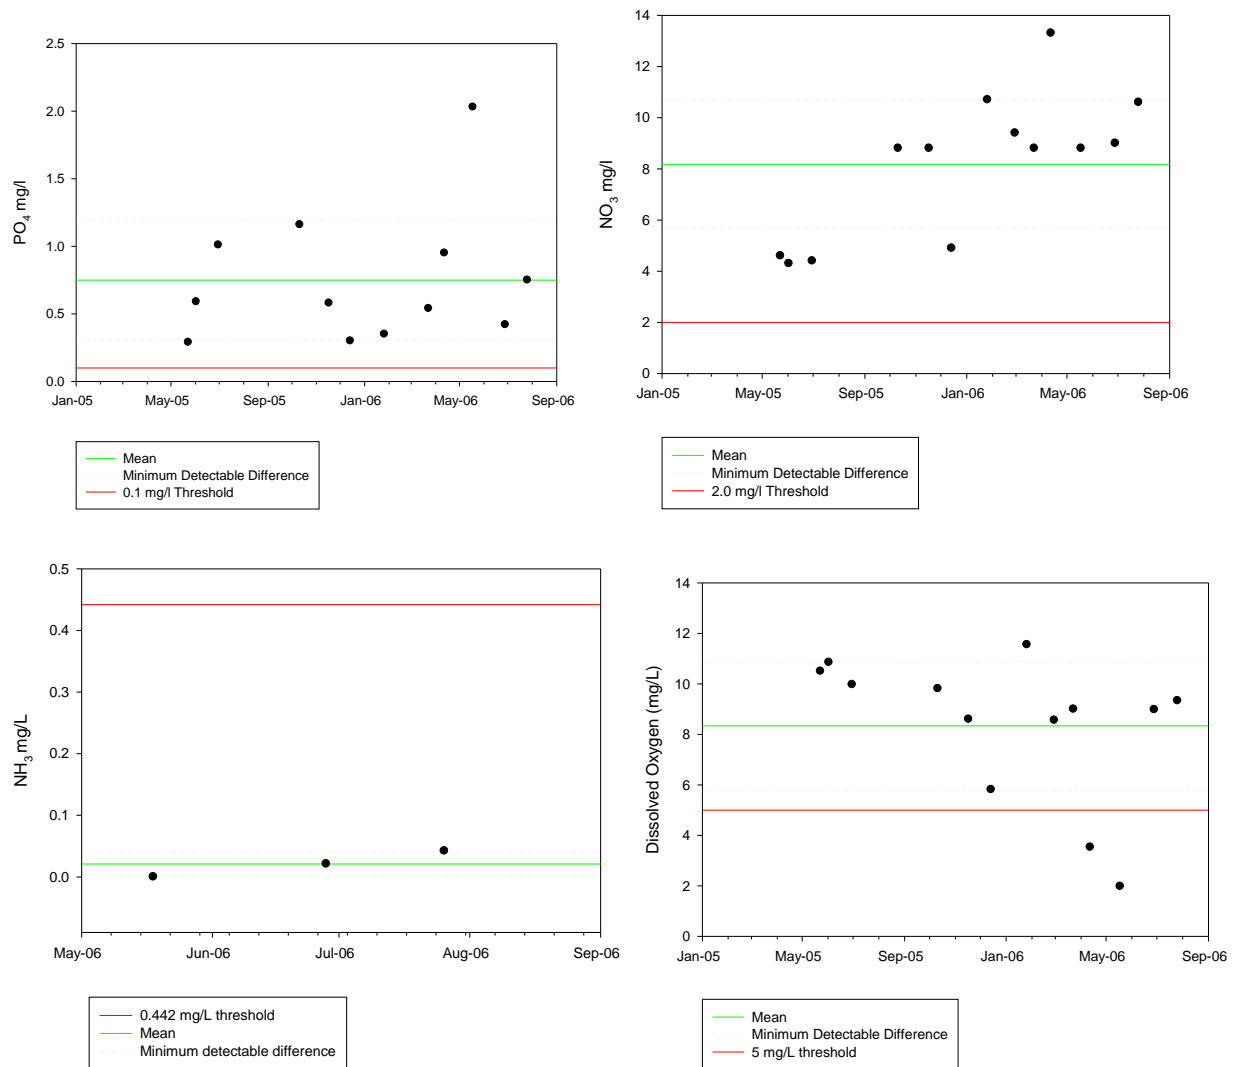 2.5
2.0
1.5
1.0
0.5
0.0
PO4 mg/l
Jan-05 May-05 Sep-05 Jan-06 May-06 Sep-06
Mean
Minimum Detectable Difference
0.1 mg/l Threshold
14
12
10
8
6
4
2
0
NO3 mg/l
Jan-05 May-05 Sep-05 Jan-06 May-06 Sep-06
Mean
Minimum Detectable Difference
2.0 mg/l Threshold
0.5
0.4
0.3
0.2
0.1
0.0
NH3 mg/L
May-06 Jun-06 Jul-06 Aug-06 Sep-06
0.442 mg/L threshold
Mean
Minimum detectable difference
14
12
10
8
6
4
2
0
Dissolved Oxygen (mg/L)
Jan-05 May-05 Sep-05 Jan-06 May-06 Sep-06
Mean
Minimum Detectable Difference
5 mg/L threshold